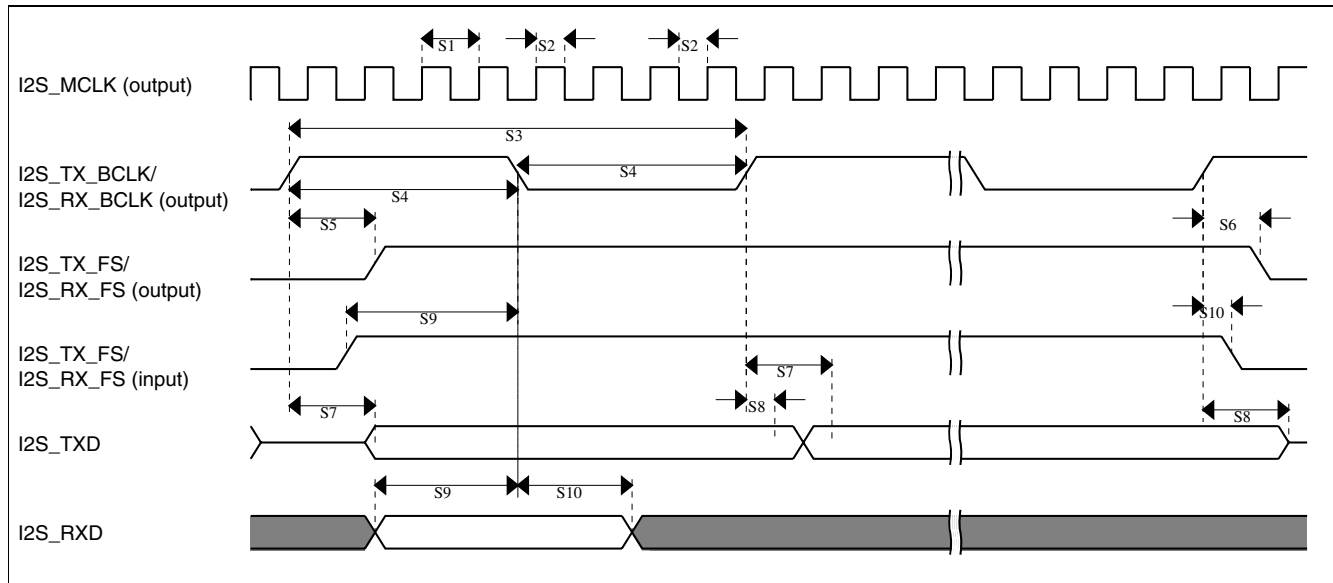 S1
S2
S2
I2S_MCLK (output)
S3
I2S_TX_BCLK/
I2S_RX_BCLK (output)
S4
S4
S5
S6
I2S_TX_FS/
I2S_RX_FS (output)
S9
S10
I2S_TX_FS/
I2S_RX_FS (input)
S7
S7
S8
S8
I2S_TXD
S9
S10
I2S_RXD